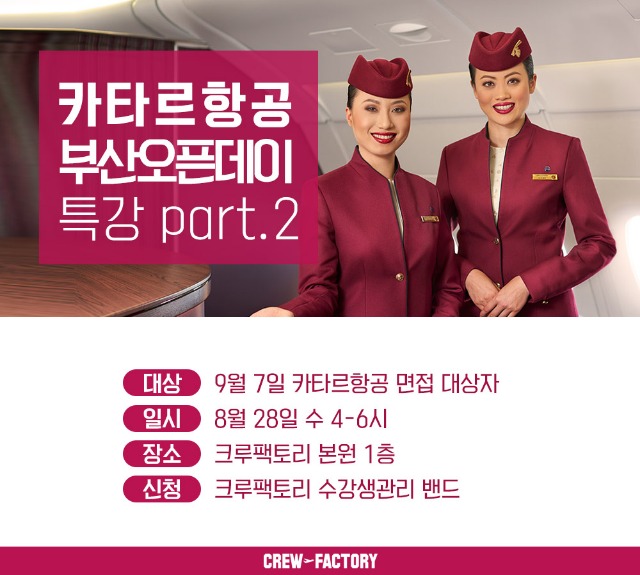 카타르항공
부산오픈데이
특강 part.2
대상 9월 7일 카타르항공 면접 대상자
일시 8월 28일 수 4-6시
장소 크루팩토리 본원 1층
신청 크루팩토리 수강생관리 밴드
CREW FACTORY